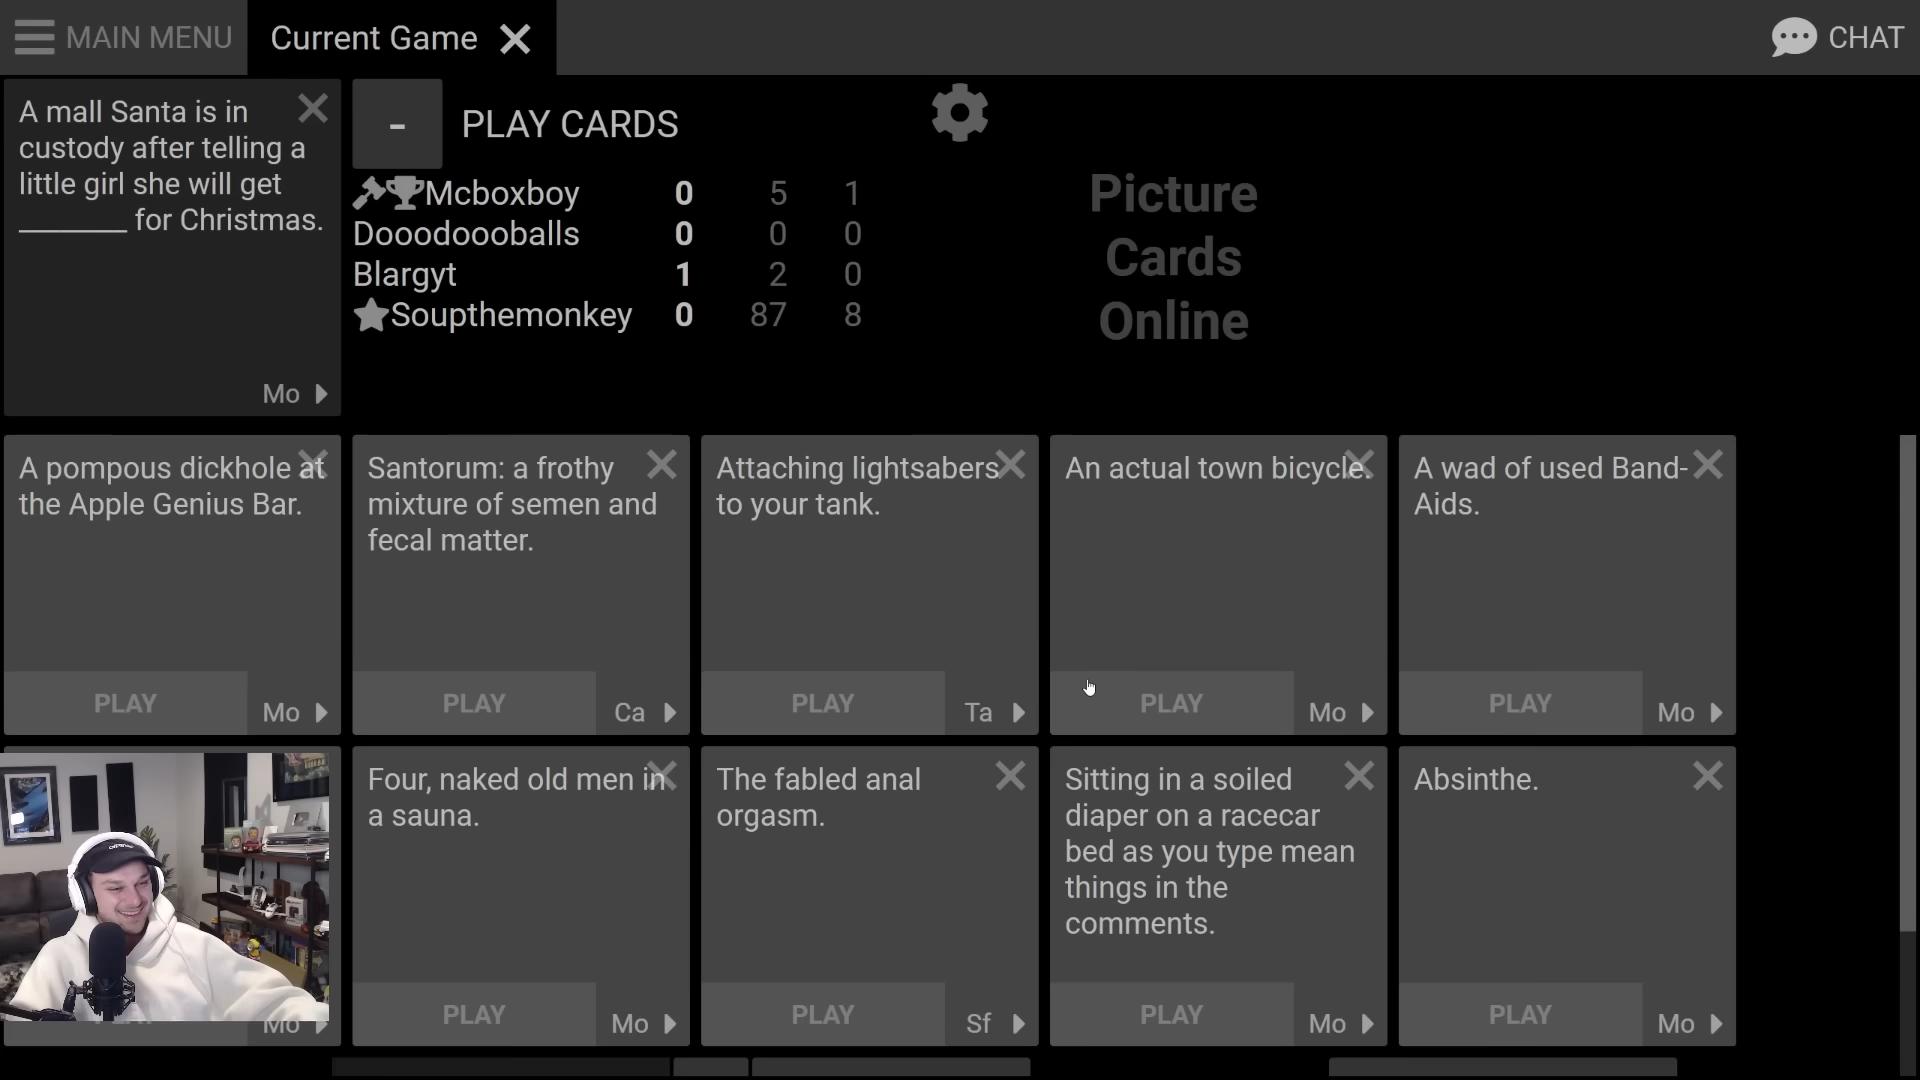 MAIN MENU
Current Game
CHAT
A mall Santa is in
custody after telling a
little girl she will get
________ for Christmas.
Mo
-
PLAY CARDS
Mcboxboy 0 5 1
Dooodoooballs 0 0 0
Blargyt 1 2 0
Soupthemonkey 0 87 8
Picture
Cards
Online
A pompous dickhole at
the Apple Genius Bar.
PLAY
Mo
Santorum: a frothy
mixture of semen and
fecal matter.
PLAY
Ca
Attaching lightsabers
to your tank.
PLAY
Ta
An actual town bicycle.
PLAY
Mo
A wad of used Band-
Aids.
PLAY
Mo
Mo
Four, naked old men in
a sauna.
PLAY
Mo
The fabled anal
orgasm.
PLAY
Sf
Sitting in a soiled
diaper on a racecar
bed as you type mean
things in the
comments.
PLAY
Mo
Absinthe.
PLAY
Mo